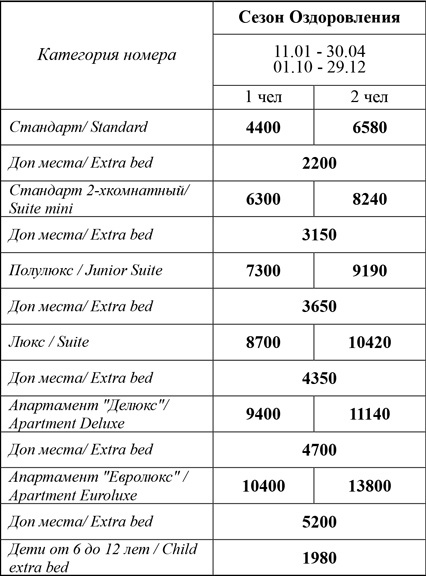 Категория номера
Сезон Оздоровления
11.01 - 30.04
01.10 - 29.12
1 чел 2 чел
Стандарт/ Standard 4400 6580
Доп места/ Extra bed 2200
Стандарт 2-хкомнатный/
Suite mini 6300 8240
Доп места/ Extra bed 3150
Полулюкс / Junior Suite 7300 9190
Доп места/ Extra bed 3650
Люкс / Suite 8700 10420
Доп места/ Extra bed 4350
Апартамент "Делюкс"/
Apartment Deluxe 9400 11140
Доп места/ Extra bed 4700
Апартамент "Евролюкс" /
Apartment Euroluxe 10400 13800
Доп места/ Extra bed 5200
Дети от 6 до 12 лет / Child
extra bed 1980